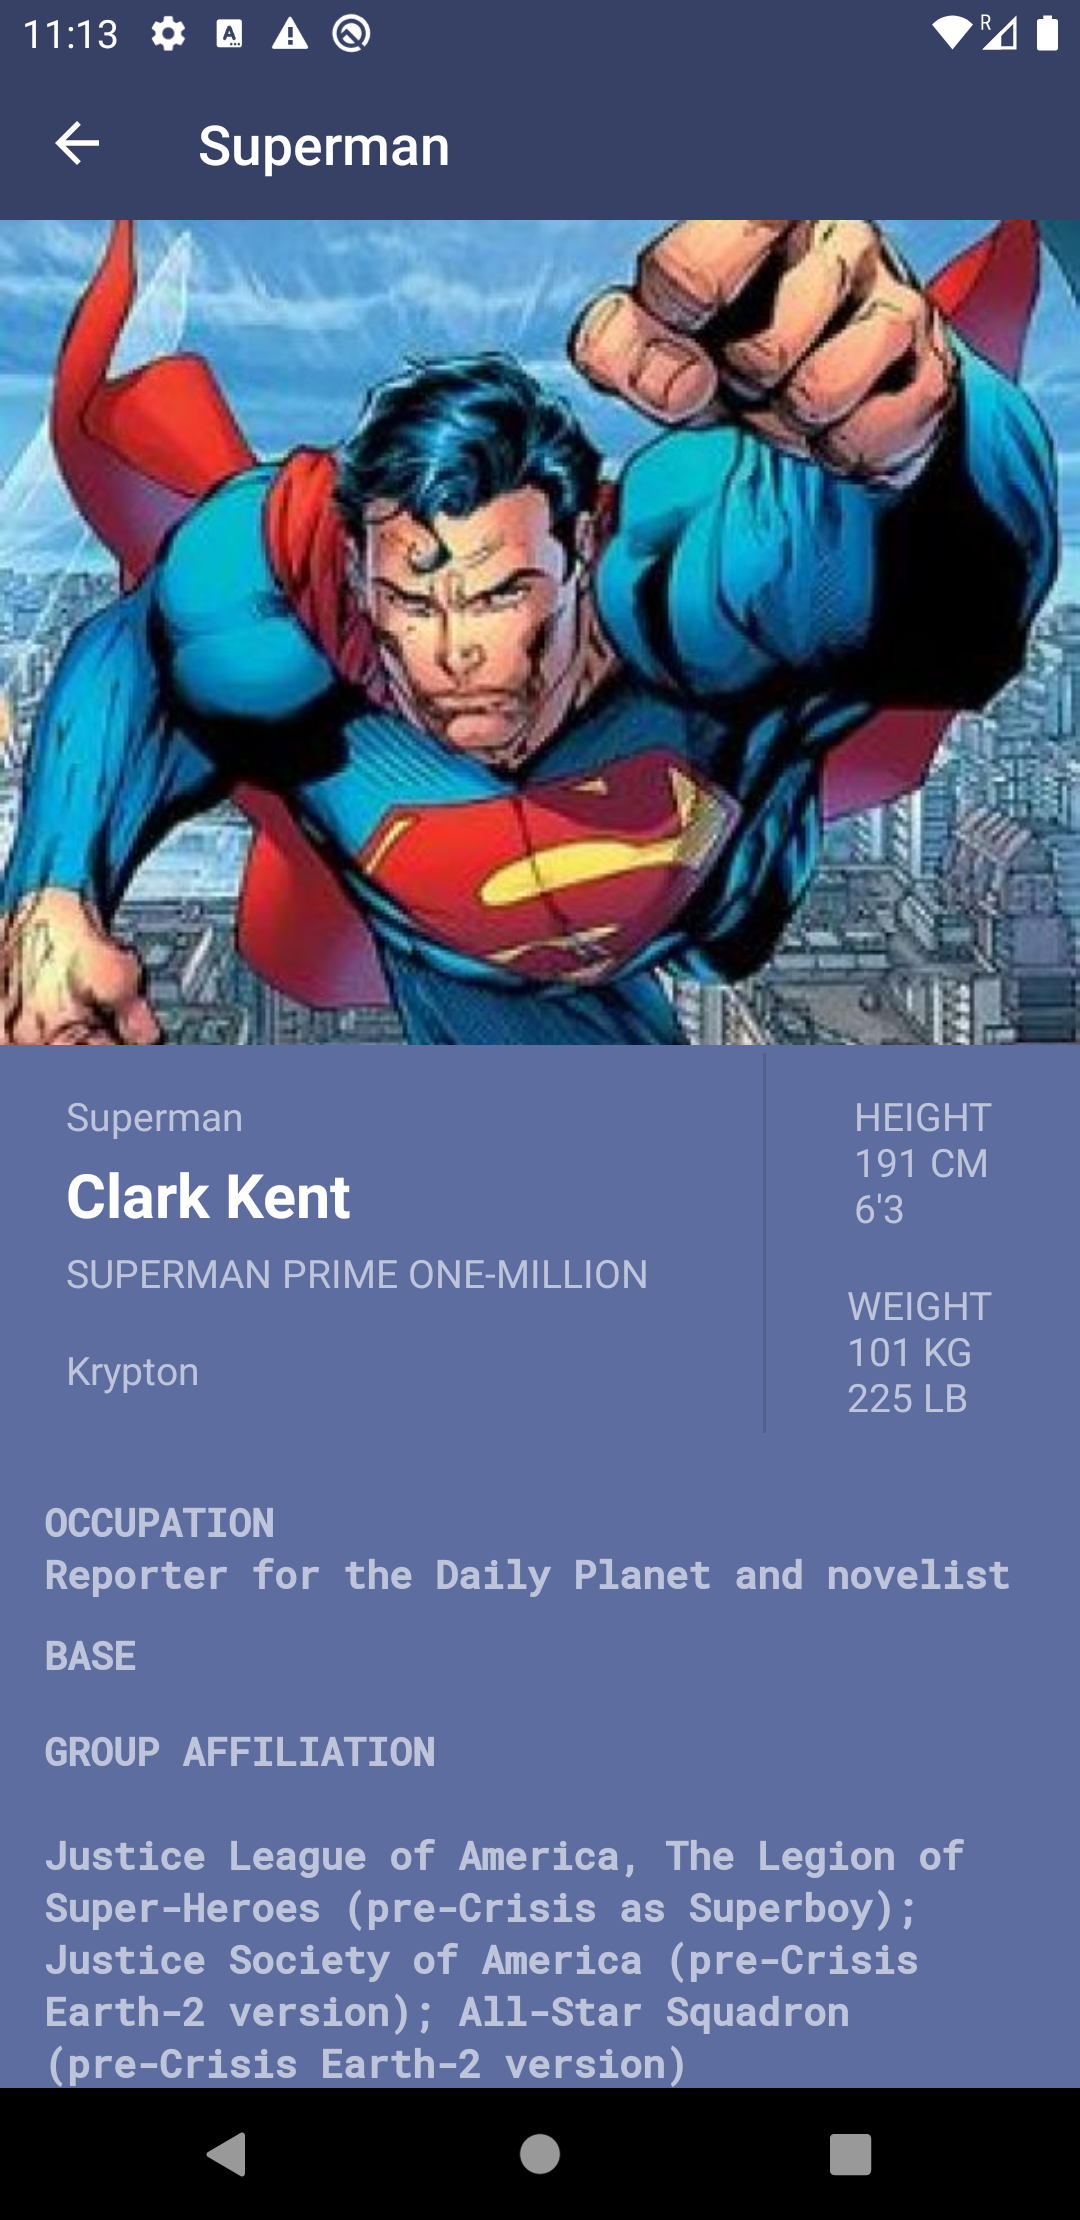 11:13
R
Superman
Superman
Clark Kent
SUPERMAN PRIME ONE-MILLION
Krypton
HEIGHT
191 CM
6'3
WEIGHT
101 KG
225 LB
OCCUPATION
Reporter for the Daily Planet and novelist
BASE
GROUP AFFILIATION
Justice League of America, The Legion of
Super-Heroes (pre-Crisis as Superboy);
Justice Society of America (pre-Crisis
Earth-2 version); All-Star Squadron
(pre-Crisis Earth-2 version)